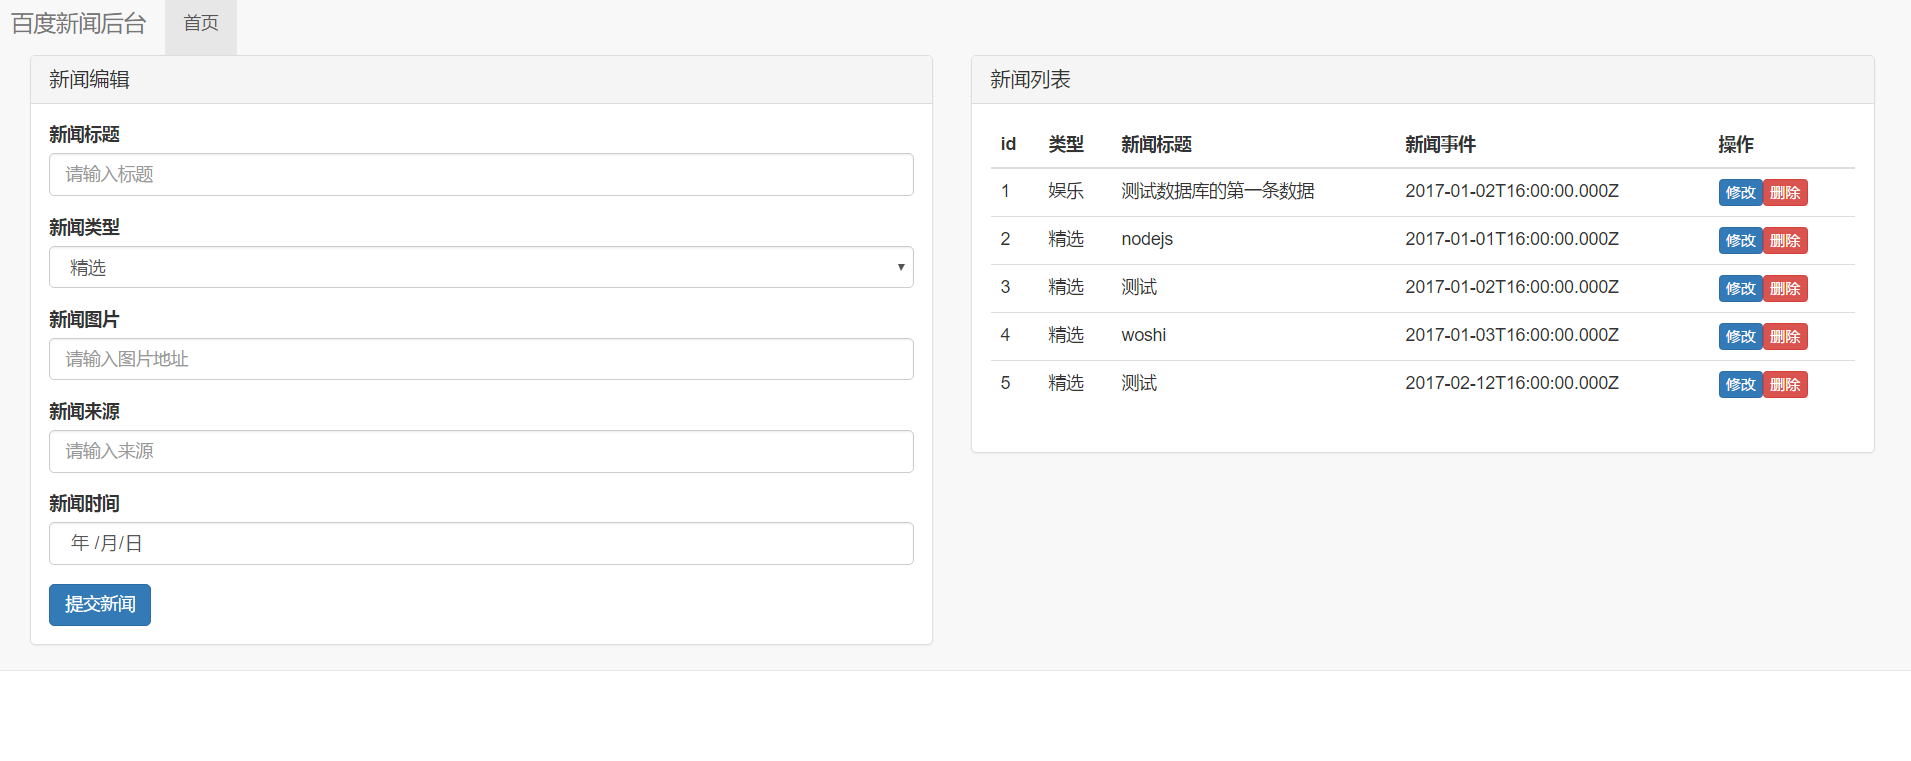 百度新闻后台 首页
新闻编辑
新闻标题
请输入标题
新闻类型
精选
新闻图片
请输入图片地址
新闻来源
请输入来源
新闻时间
年 /月/日
提交新闻
新闻列表
id 类型 新闻标题 新闻事件 操作
1 娱乐 测试数据库的第一条数据 2017-01-02T16:00:00.000Z 修改 删除
2 精选 nodejs 2017-01-01T16:00:00.000Z 修改 删除
3 精选 测试 2017-01-02T16:00:00.000Z 修改 删除
4 精选 woshi 2017-01-03T16:00:00.000Z 修改 删除
5 精选 测试 2017-02-12T16:00:00.000Z 修改 删除